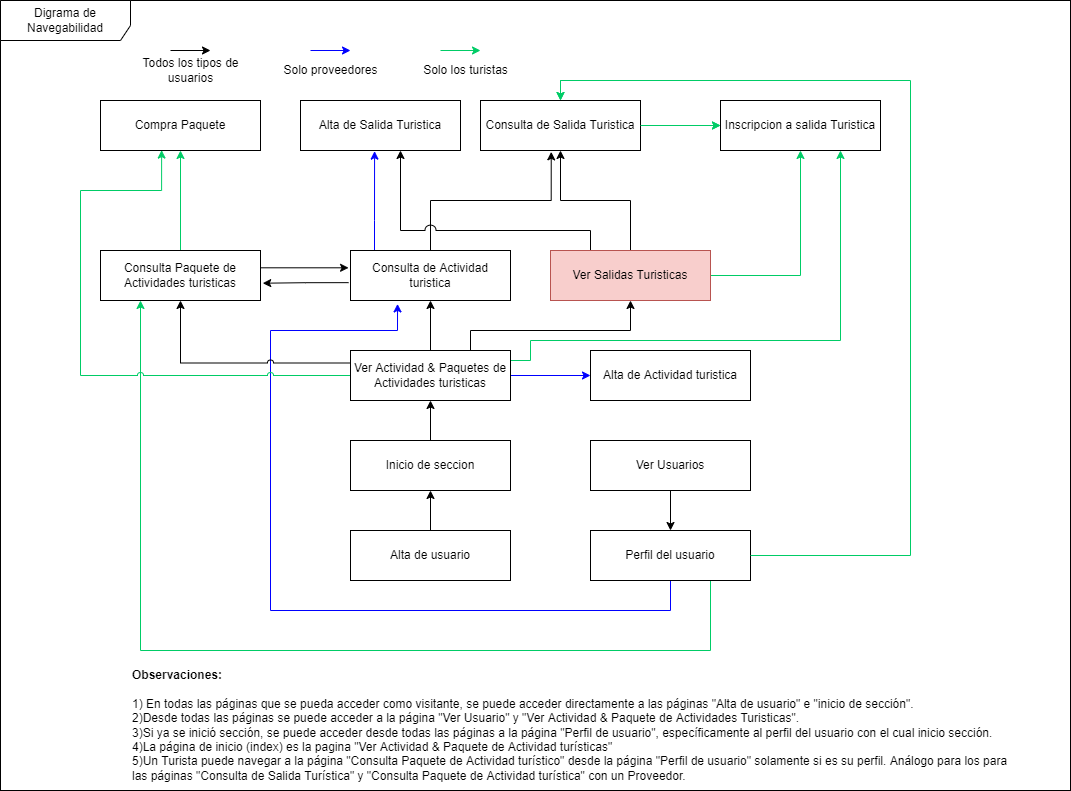 Digrama de
Navegabilidad
Todos los tipos de
usuarios
Solo proveedores
Solo los turistas
Compra Paquete
Alta de Salida Turistica
Consulta de Salida Turistica
Inscripcion a salida Turistica
Consulta Paquete de
Actividades turisticas
Consulta de Actividad
turistica
Ver Salidas Turisticas
Ver Actividad & Paquetes de
Actividades turisticas
Alta de Actividad turistica
Inicio de seccion
Ver Usuarios
Alta de usuario
Perfil del usuario
Observaciones:
1) En todas las páginas que se pueda acceder como visitante, se puede acceder directamente a las páginas "Alta de usuario" e "inicio de sección".
2)Desde todas las páginas se puede acceder a la página "Ver Usuario" y "Ver Actividad & Paquete de Actividades Turisticas".
3)Si ya se inició sección, se puede acceder desde todas las páginas a la página "Perfil de usuario", específicamente al perfil del usuario con el cual inicio sección.
4)La página de inicio (index) es la pagina "Ver Actividad & Paquete de Actividad turísticas"
5)Un Turista puede navegar a la página "Consulta Paquete de Actividad turístico" desde la página "Perfil de usuario" solamente si es su perfil. Análogo para los para
las páginas "Consulta de Salida Turística" y "Consulta Paquete de Actividad turística" con un Proveedor.